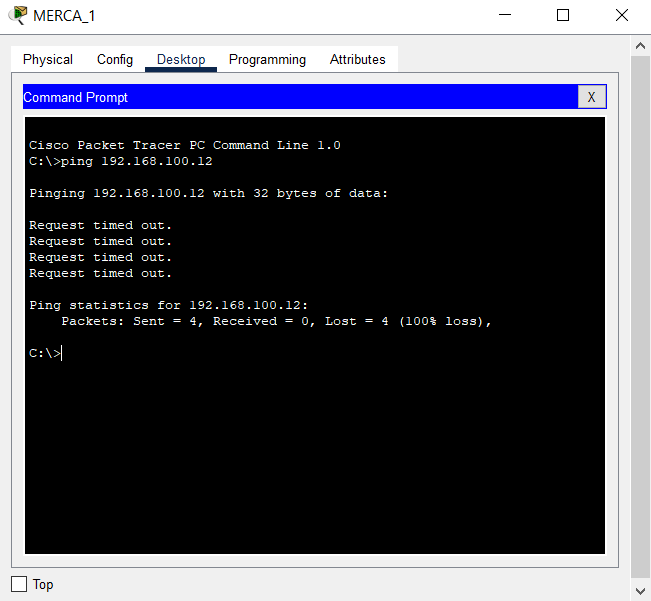 MERCA_1
Physical Config Desktop Programming Attributes
Command Prompt X
Cisco Packet Tracer PC Command Line 1.0
C:\>ping 192.168.100.12
Pinging 192.168.100.12 with 32 bytes of data:
Request timed out.
Request timed out.
Request timed out.
Request timed out.
Ping statistics for 192.168.100.12:
Packets: Sent = 4, Received = 0, Lost = 4 (100% loss),
C:\>
Top